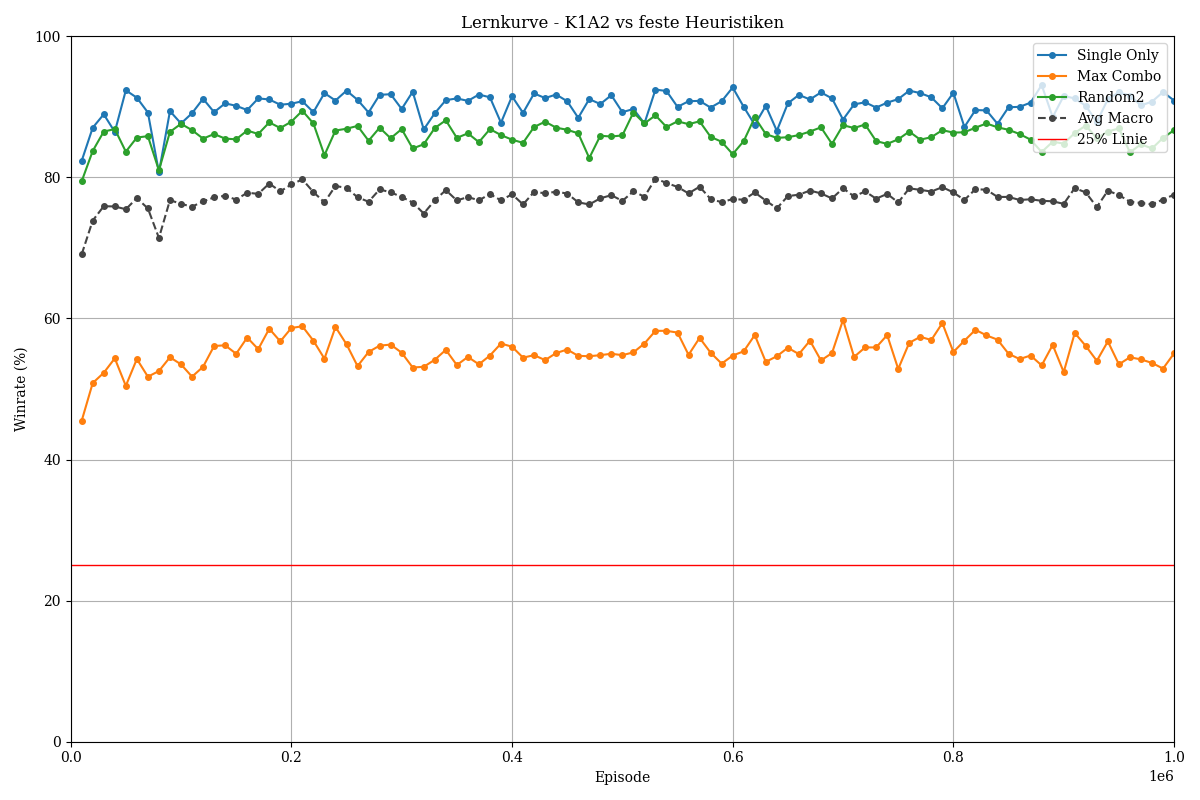 Lernkurve - K1A2 vs feste Heuristiken
100
80
60
40
20
0
Winrate (%)
Single Only
Max Combo
Random2
Avg Macro
25% Linie
0.0
0.2
0.4
0.6
0.8
1.0
1e6
Episode